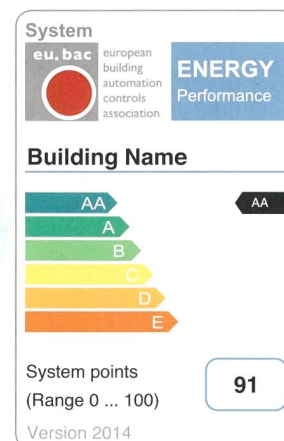 System
eu.bac
european
building
automation
controls
association
ENERGY
Performance
Building Name
AA
AA
A
B
C
D
E
System points
(Range 0 ... 100)
91
Version 2014